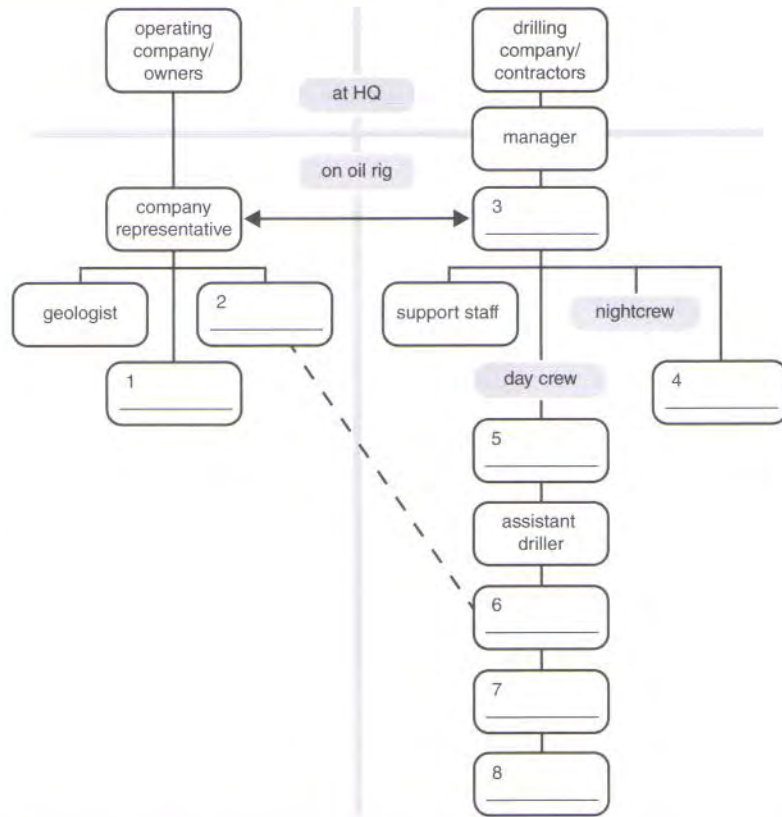 operating
company/
owners
drilling
company/
contractors
at HQ
manager
on oil rig
company
representative
3
geologist
2
support staff
nightcrew
1
day crew
4
5
assistant
driller
6
7
8